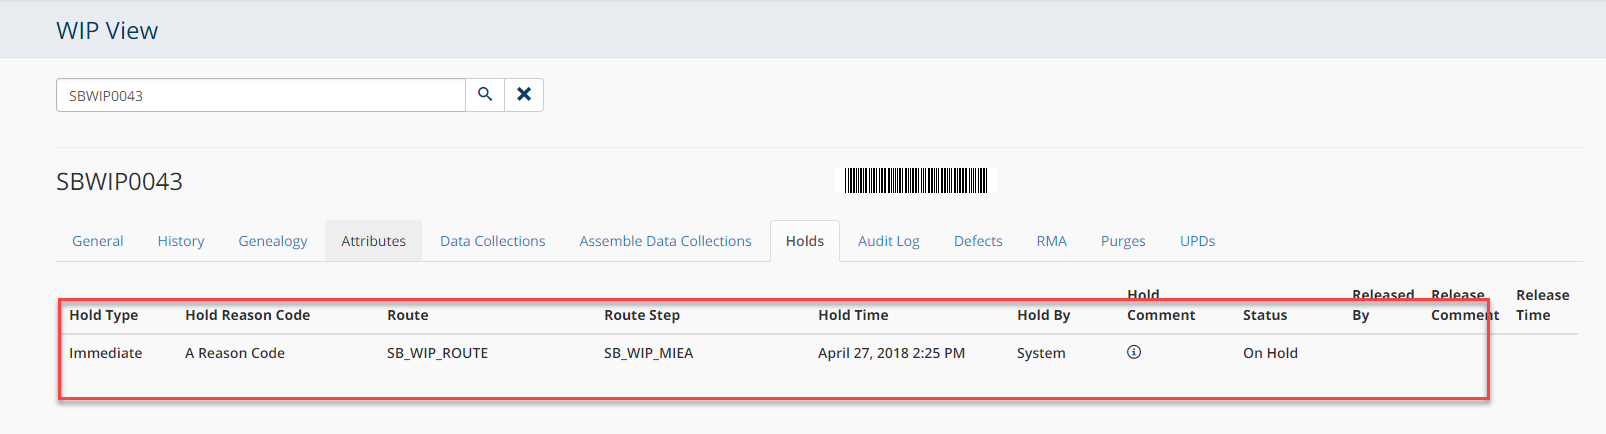 WIP View
SBWIP0043
SBWIP0043
General History Genealogy Attributes Data Collections Assemble Data Collections Holds Audit Log Defects RMA Purges UPDs
Hold Type Hold Reason Code Route Route Step Hold Time Hold By Hold Comment Status Released By Release Comment Release Time
Immediate A Reason Code SB_WIP_ROUTE SB_WIP_MIEA April 27, 2018 2:25 PM System On Hold